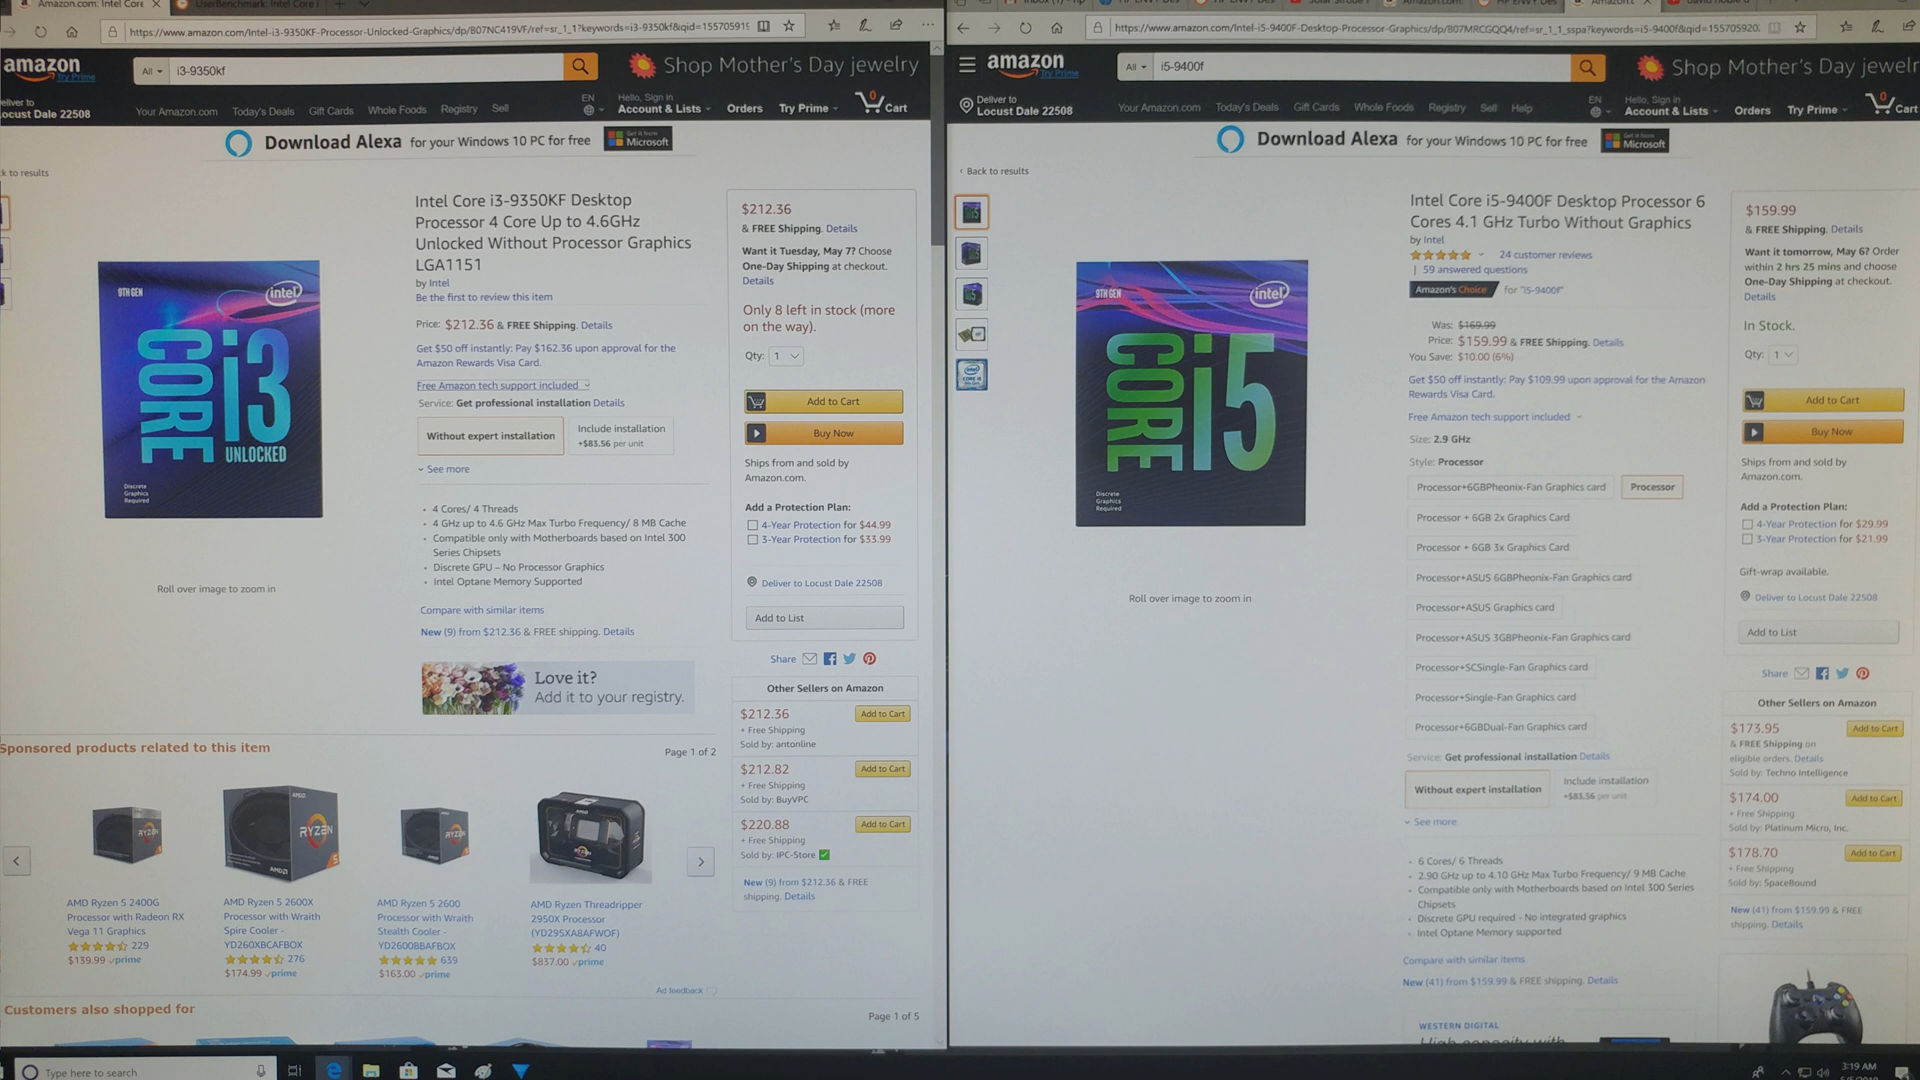 Amazon.com: Intel Core
UserBenchmark: Intel Core i
https://www.amazon.com/Intel-i3-9350KF-Processor-Unlocked-Graphics/dp/B07NC419VF/ref=sr_1_1?keywords=i3-9350kf&qid=155705919
amazon
Try Prime
All
i3-9350kf
Shop Mother's Day jewelry
eliver to
ocust Dale 22508
Your Amazon.com Today's Deals Gift Cards Whole Foods Registry Sell
EN
Hello, Sign in
Account & Lists
Orders
Try Prime
0
Cart
Download Alexa for your Windows 10 PC for free
Get it from
Microsoft
k to results
9TH GEN
intel
CORE i3
UNLOCKED
Discrete
Graphics
Required
Roll over image to zoom in
Intel Core i3-9350KF Desktop
Processor 4 Core Up to 4.6GHz
Unlocked Without Processor Graphics
LGA1151
by Intel
Be the first to review this item
Price: $212.36 & FREE Shipping. Details
Get $50 off instantly: Pay $162.36 upon approval for the
Amazon Rewards Visa Card.
Free Amazon tech support included
Service: Get professional installation Details
Without expert installation
Include installation
+$83.56 per unit
See more
4 Cores/ 4 Threads
4 GHz up to 4.6 GHz Max Turbo Frequency/ 8 MB Cache
Compatible only with Motherboards based on Intel 300
Series Chipsets
Discrete GPU – No Processor Graphics
Intel Optane Memory Supported
Compare with similar items
New (9) from $212.36 & FREE shipping. Details
Love it?
Add it to your registry.
$212.36
& FREE Shipping. Details
Want it Tuesday, May 7? Choose
One-Day Shipping at checkout.
Details
Only 8 left in stock (more
on the way).
Qty: 1
Add to Cart
Buy Now
Ships from and sold by
Amazon.com.
Add a Protection Plan:
4-Year Protection for $44.99
3-Year Protection for $33.99
Deliver to Locust Dale 22508
Add to List
Share
Other Sellers on Amazon
$212.36
Add to Cart
+ Free Shipping
Sold by: antonline
$212.82
Add to Cart
+ Free Shipping
Sold by: BuyVPC
$220.88
Add to Cart
+ Free Shipping
Sold by: IPC-Store
New (9) from $212.36 & FREE
shipping. Details
Sponsored products related to this item
Page 1 of 2
RYZEN
AMD
RYZEN
5
AMD
RYZEN
AMD Ryzen 5 2400G
Processor with Radeon RX
Vega 11 Graphics
229
$139.99 prime
AMD Ryzen 5 2600X
Processor with Wraith
Spire Cooler -
YD260XBCAFBOX
276
$174.99 prime
AMD Ryzen 5 2600
Processor with Wraith
Stealth Cooler -
YD2600BBAFBOX
639
$163.00 prime
AMD Ryzen Threadripper
2950X Processor
(YD295XA8AFWOF)
40
$837.00 prime
Ad feedback
Customers also shopped for
Page 1 of 5
Type here to search
https://www.amazon.com/Intel-i5-9400F-Desktop-Processor-Graphics/dp/B07MRCGQQ4/ref=sr_1_1_sspa?keywords=i5-9400f&qid=155705920
amazon
Try Prime
All
i5-9400f
Shop Mother's Day jewelr
Deliver to
Locust Dale 22508
Your Amazon.com Today's Deals Gift Cards Whole Foods Registry Sell Help
EN
Hello, Sign in
Account & Lists
Orders
Try Prime
0
Cart
Download Alexa for your Windows 10 PC for free
Get it from
Microsoft
Back to results
9TH GEN
intel
CORE i5
Discrete
Graphics
Required
Roll over image to zoom in
Intel Core i5-9400F Desktop Processor 6
Cores 4.1 GHz Turbo Without Graphics
by Intel
24 customer reviews
| 59 answered questions
Amazon's Choice for "i5-9400f"
Was: $169.99
Price: $159.99 & FREE Shipping. Details
You Save: $10.00 (6%)
Get $50 off instantly: Pay $109.99 upon approval for the Amazon
Rewards Visa Card.
Free Amazon tech support included
Size: 2.9 GHz
Style: Processor
Processor+6GBPheonix-Fan Graphics card
Processor
Processor + 6GB 2x Graphics Card
Processor + 6GB 3x Graphics Card
Processor+ASUS 6GBPheonix-Fan Graphics card
Processor+ASUS Graphics card
Processor+ASUS 3GBPheonix-Fan Graphics card
Processor+SCSingle-Fan Graphics card
Processor+Single-Fan Graphics card
Processor+6GBDual-Fan Graphics card
Service: Get professional installation Details
Without expert installation
Include installation
+$83.56 per unit
See more
6 Cores/ 6 Threads
2.90 GHz up to 4.10 GHz Max Turbo Frequency/ 9 MB Cache
Compatible only with Motherboards based on Intel 300 Series
Chipsets
Discrete GPU required - No integrated graphics
Intel Optane Memory supported
Compare with similar items
New (41) from $159.99 & FREE Shipping. Details
WESTERN DIGITAL
High capacity with
$159.99
& FREE Shipping. Details
Want it tomorrow, May 6? Order
within 2 hrs 25 mins and choose
One-Day Shipping at checkout.
Details
In Stock.
Qty: 1
Add to Cart
Buy Now
Ships from and sold by
Amazon.com.
Add a Protection Plan:
4-Year Protection for $29.99
3-Year Protection for $21.99
Gift-wrap available.
Deliver to Locust Dale 22508
Add to List
Share
Other Sellers on Amazon
$173.95
Add to Cart
& FREE Shipping on
eligible orders. Details
Sold by: Techno Intelligence
$174.00
Add to Cart
+ Free Shipping
Sold by: Platinum Micro, Inc.
$178.70
Add to Cart
+ Free Shipping
Sold by: SpaceBound
New (41) from $159.99 & FREE
shipping. Details
3:19 AM